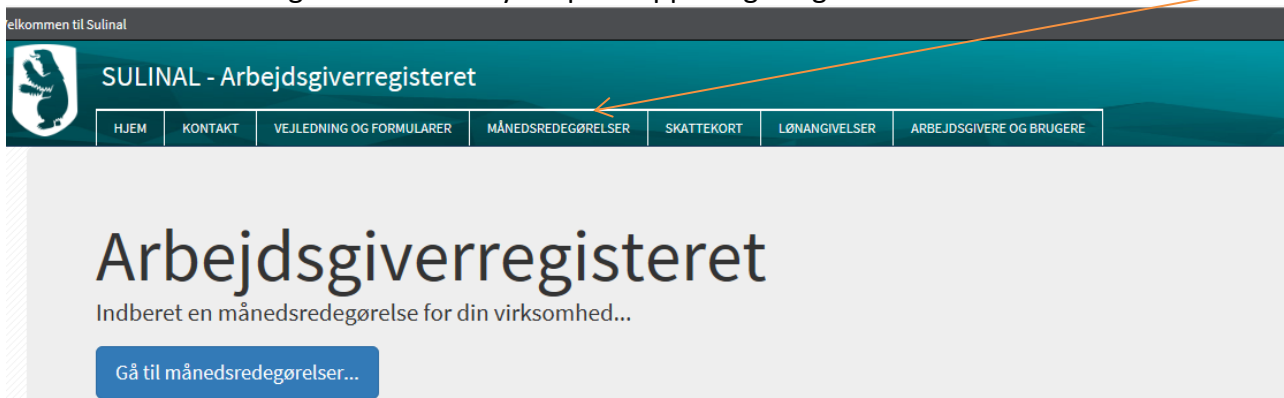 Velkommen til Sulinal
SULINAL - Arbejdsgiverregisteret
HJEM KONTAKT VEJLEDNING OG FORMULARER MÅNEDSREDEGØRELSER SKATTEKORT LØNANGIVELSER ARBEJDSGIVERE OG BRUGERE
Arbejdsgiverregisteret
Indberet en månedsredegørelse for din virksomhed...
Gå til månedsredegørelser...